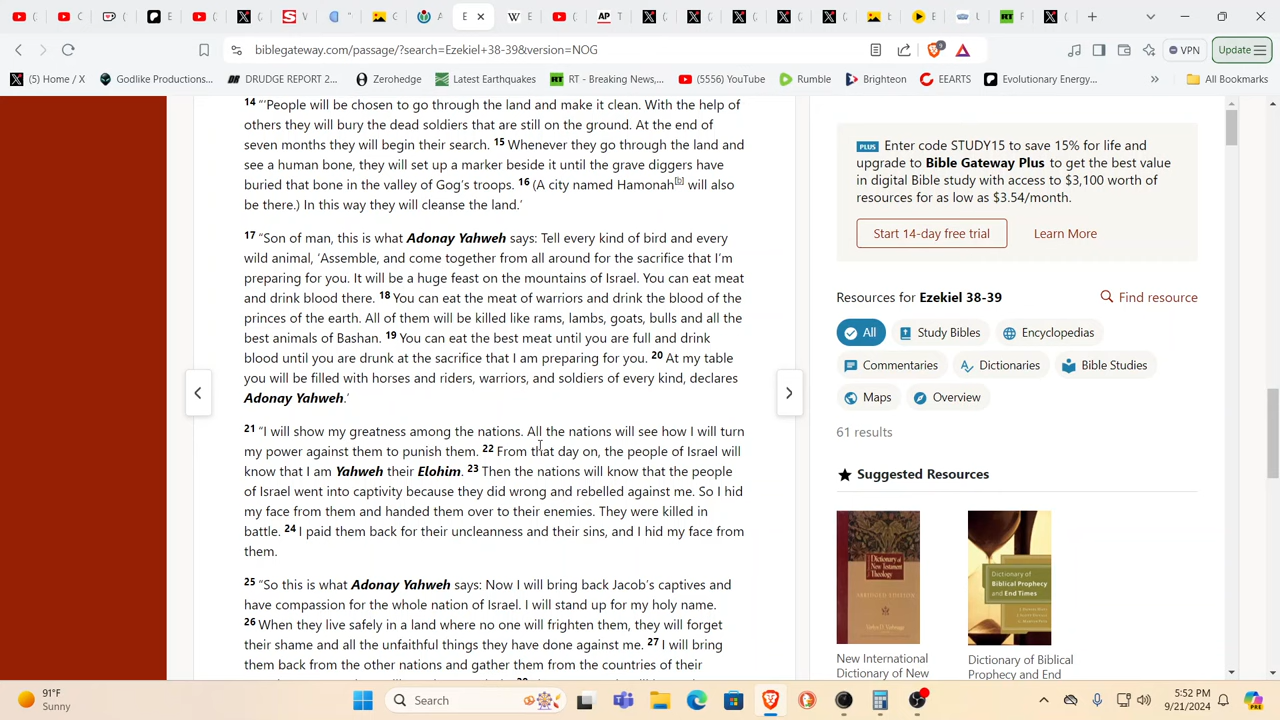 C
E
E
W
AP T
b
B
RT F
biblegateway.com/passage/?search=Ezekiel+38-39&version=NOG
9
VPN
Update
(5) Home / X
Godlike Productions...
DRUDGE REPORT 2...
Zerohedge
Latest Earthquakes
RT - Breaking News,...
(5556) YouTube
Rumble
Brighteon
EEARTS
Evolutionary Energy...
»
All Bookmarks
14 “‘People will be chosen to go through the land and make it clean. With the help of
others they will bury the dead soldiers that are still on the ground. At the end of
seven months they will begin their search. 15 Whenever they go through the land and
see a human bone, they will set up a marker beside it until the grave diggers have
buried that bone in the valley of Gog’s troops. 16 (A city named Hamonah[b] will also
be there.) In this way they will cleanse the land.’
17 “Son of man, this is what Adonay Yahweh says: Tell every kind of bird and every
wild animal, ‘Assemble, and come together from all around for the sacrifice that I’m
preparing for you. It will be a huge feast on the mountains of Israel. You can eat meat
and drink blood there. 18 You can eat the meat of warriors and drink the blood of the
princes of the earth. All of them will be killed like rams, lambs, goats, bulls and all the
best animals of Bashan. 19 You can eat the best meat until you are full and drink
blood until you are drunk at the sacrifice that I am preparing for you. 20 At my table
you will be filled with horses and riders, warriors, and soldiers of every kind, declares
Adonay Yahweh.’
21 “I will show my greatness among the nations. All the nations will see how I will turn
my power against them to punish them. 22 From that day on, the people of Israel will
know that I am Yahweh their Elohim. 23 Then the nations will know that the people
of Israel went into captivity because they did wrong and rebelled against me. So I hid
my face from them and handed them over to their enemies. They were killed in
battle. 24 I paid them back for their uncleanness and their sins, and I hid my face from
them.
25 “So this is what Adonay Yahweh says: Now I will bring back Jacob’s captives and
have compassion for the whole nation of Israel. I will stand up for my holy name.
26 When they live safely in a land where no one will frighten them, they will forget
their shame and all the unfaithful things they have done against me. 27 I will bring
them back from the other nations and gather them from the countries of their
PLUS Enter code STUDY15 to save 15% for life and
upgrade to Bible Gateway Plus to get the best value
in digital Bible study with access to $3,100 worth of
resources for as low as $3.54/month.
Start 14-day free trial
Learn More
Resources for Ezekiel 38-39
Find resource
All
Study Bibles
Encyclopedias
Commentaries
Dictionaries
Bible Studies
Maps
Overview
61 results
Suggested Resources
DICTIONARY OF NEW TESTAMENT THEOLOGY
DICTIONARY OF BIBLICAL PROPHECY AND END TIMES
New International
Dictionary of New
Dictionary of Biblical
Prophecy and End
91°F
Sunny
Search
5:52 PM
9/21/2024